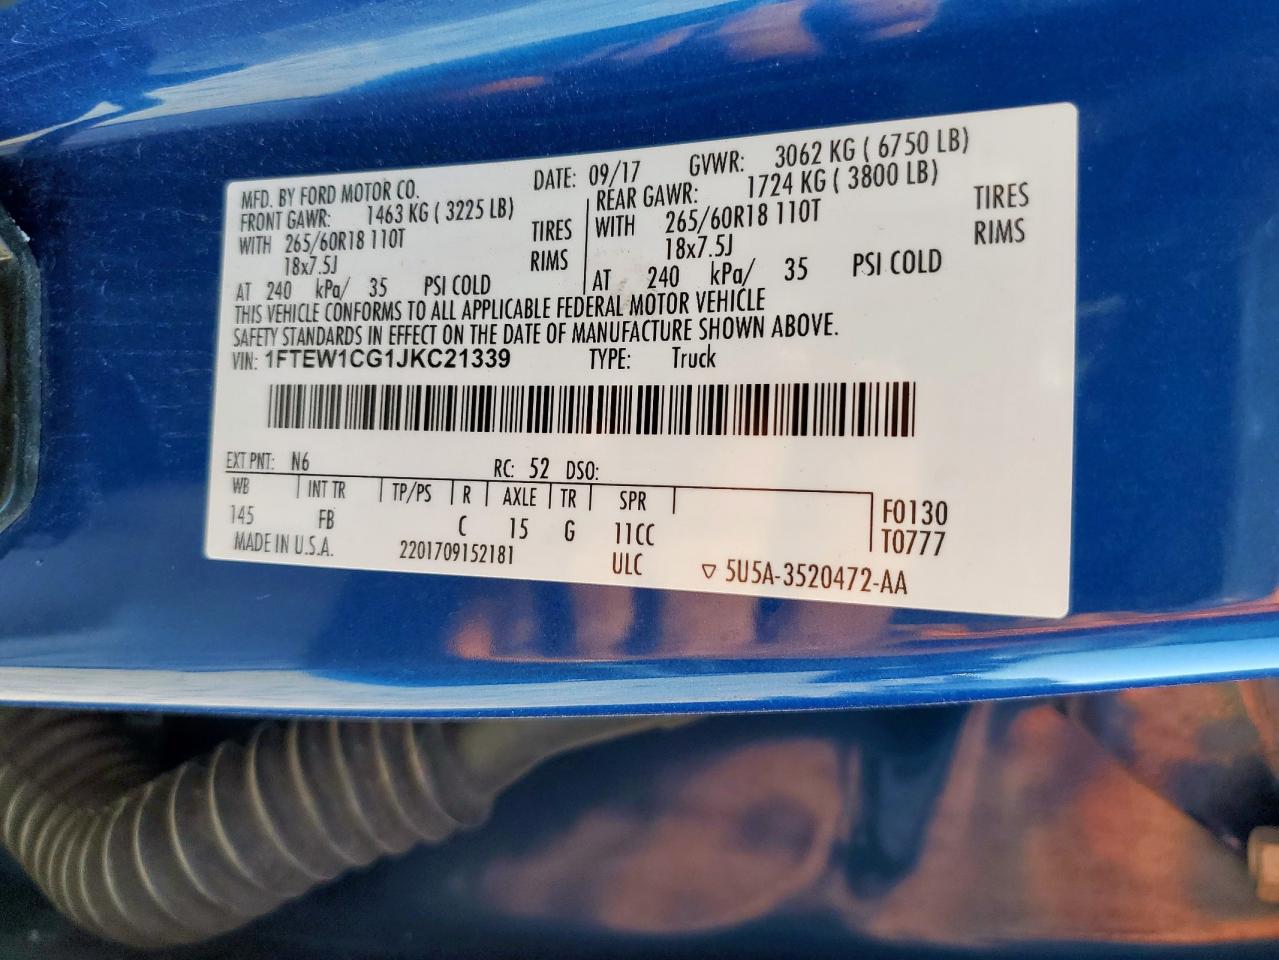 MFD. BY FORD MOTOR CO. DATE: 09/17 GVWR: 3062 KG ( 6750 LB)
FRONT GAWR: 1463 KG ( 3225 LB) REAR GAWR: 1724 KG ( 3800 LB)
WITH 265/60R18 110T TIRES WITH 265/60R18 110T TIRES
18x7.5J RIMS 18x7.5J RIMS
AT 240 kPa/ 35 PSI COLD AT 240 kPa/ 35 PSI COLD
THIS VEHICLE CONFORMS TO ALL APPLICABLE FEDERAL MOTOR VEHICLE
SAFETY STANDARDS IN EFFECT ON THE DATE OF MANUFACTURE SHOWN ABOVE.
VIN: 1FTEW1CG1JKC21339 TYPE: Truck
EXT PNT: N6 RC: 52 DSO:
WB INT TR TP/PS R AXLE TR SPR F0130
145 FB C 15 G 11CC T0777
MADE IN U.S.A. 2201709152181 ULC ▽ 5U5A-3520472-AA